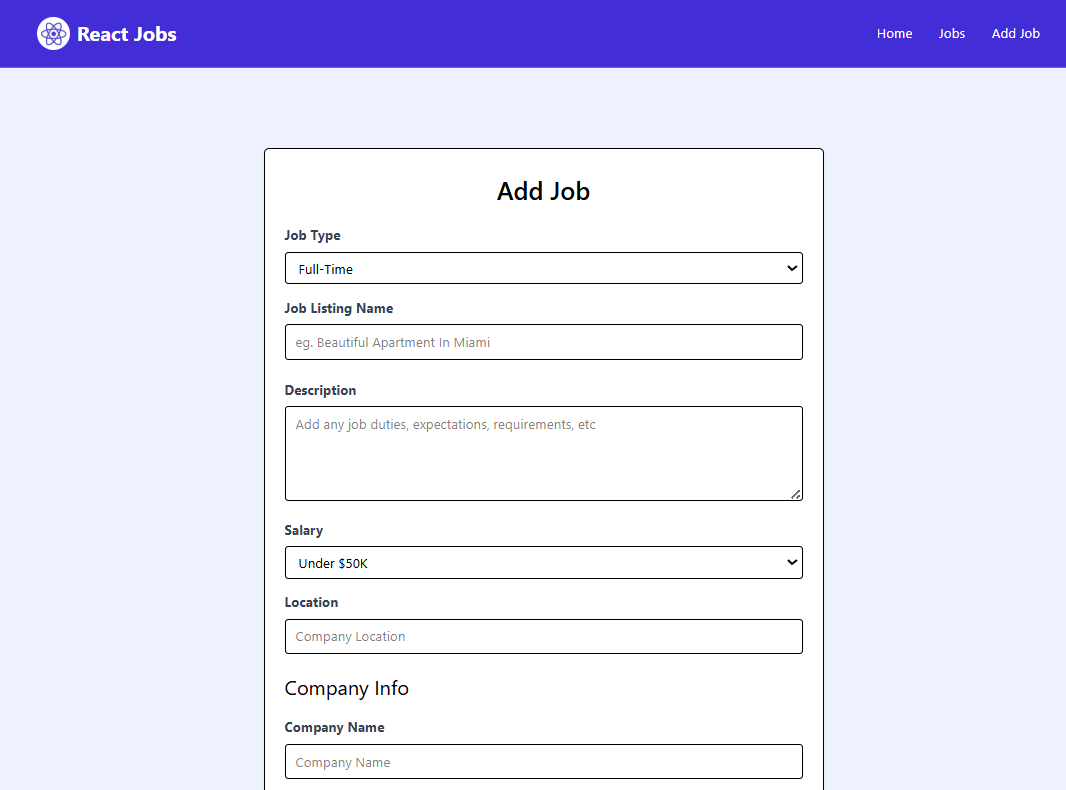 React Jobs
Home Jobs Add Job
Add Job
Job Type
Full-Time
Job Listing Name
eg. Beautiful Apartment In Miami
Description
Add any job duties, expectations, requirements, etc
Salary
Under $50K
Location
Company Location
Company Info
Company Name
Company Name